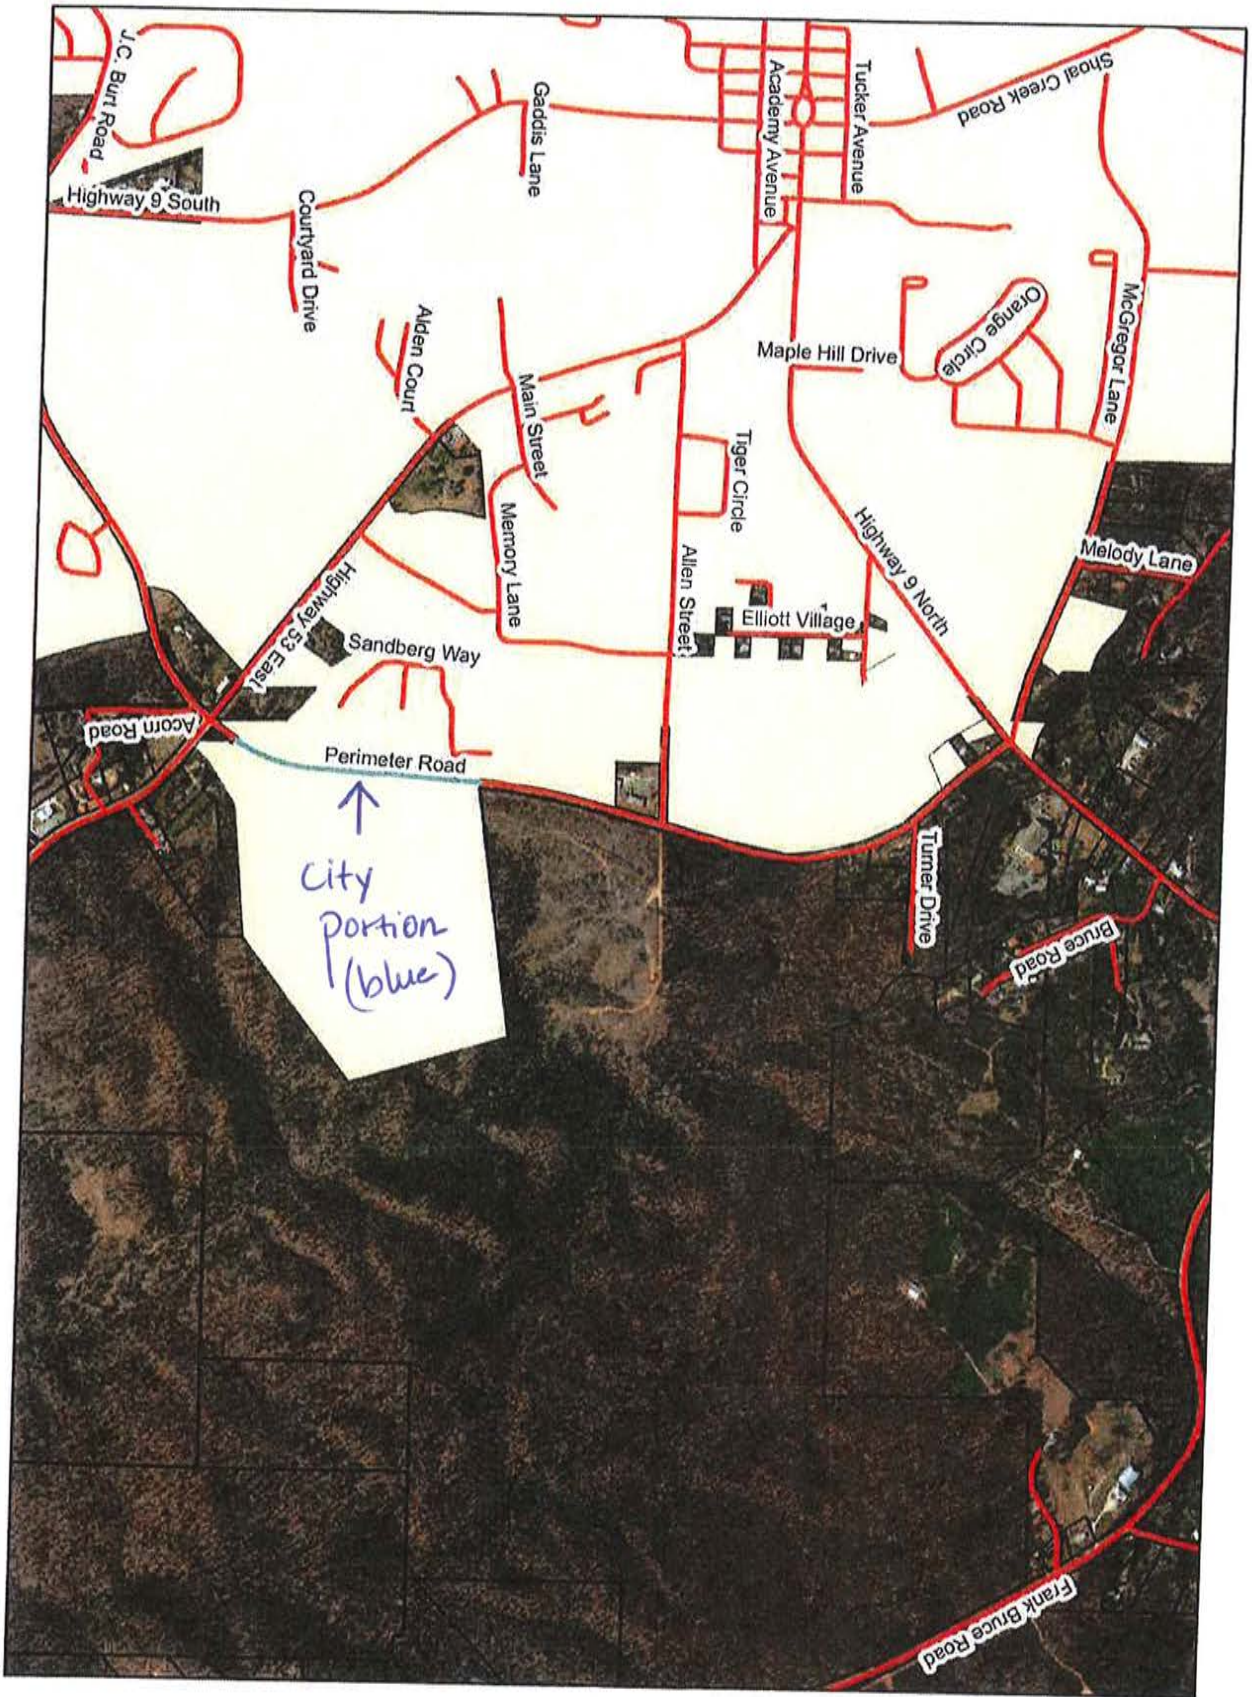 J.C. Burt Road
Highway 9 South
Courtyard Drive
Gaddis Lane
Academy Avenue
Tucker Avenue
Shoal Creek Road
McGregor Lane
Orange Circle
Maple Hill Drive
Alden Court
Main Street
Tiger Circle
Highway 9 North
Melody Lane
Memory Lane
Allen Street
Elliott Village
Highway 53 East
Sandberg Way
Acorn Road
Perimeter Road
Turner Drive
Bruce Road
City
portion
(blue)
Frank Bruce Road